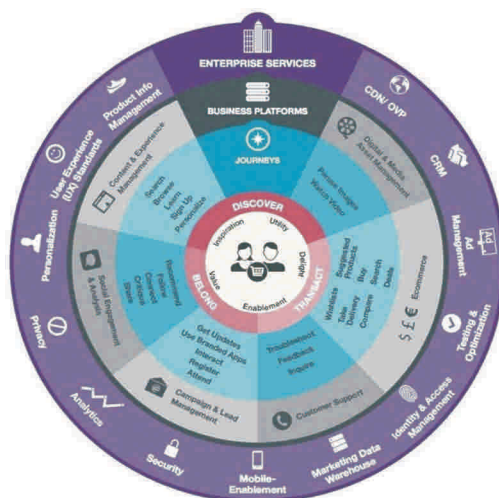 ENTERPRISE SERVICES
CDN/ OVP
CRM
Ad
Ad
Management
Testing &
Optimization
Identity & Access
Management
Marketing Data
Warehouse
Mobile-
Enablement
Security
Analytics
Privacy
Personalization
User Experience
(UX) Standards
Product Info
Management
BUSINESS PLATFORMS
Digital & Media
Asset Management
$ £ €
Ecommerce
Customer Support
Campaign & Lead
Management
Social Engagement
& Analysis
Content & Experience
Management
JOURNEYS
Peruse Images
Watch Video
Suggested
Products
Buy
Search
Deals
Wishlists
Take
Delivery
Compare
Troubleshoot
Feedback
Inquire
Get Updates
Use Branded Apps
Interact
Register
Attend
Recommend
Follow
Connect
Critique
Share
Search
Browse
Learn
Sign Up
Personalize
DISCOVER
TRANSACT
BELONG
Inspiration
Utility
Delight
Enablement
Value